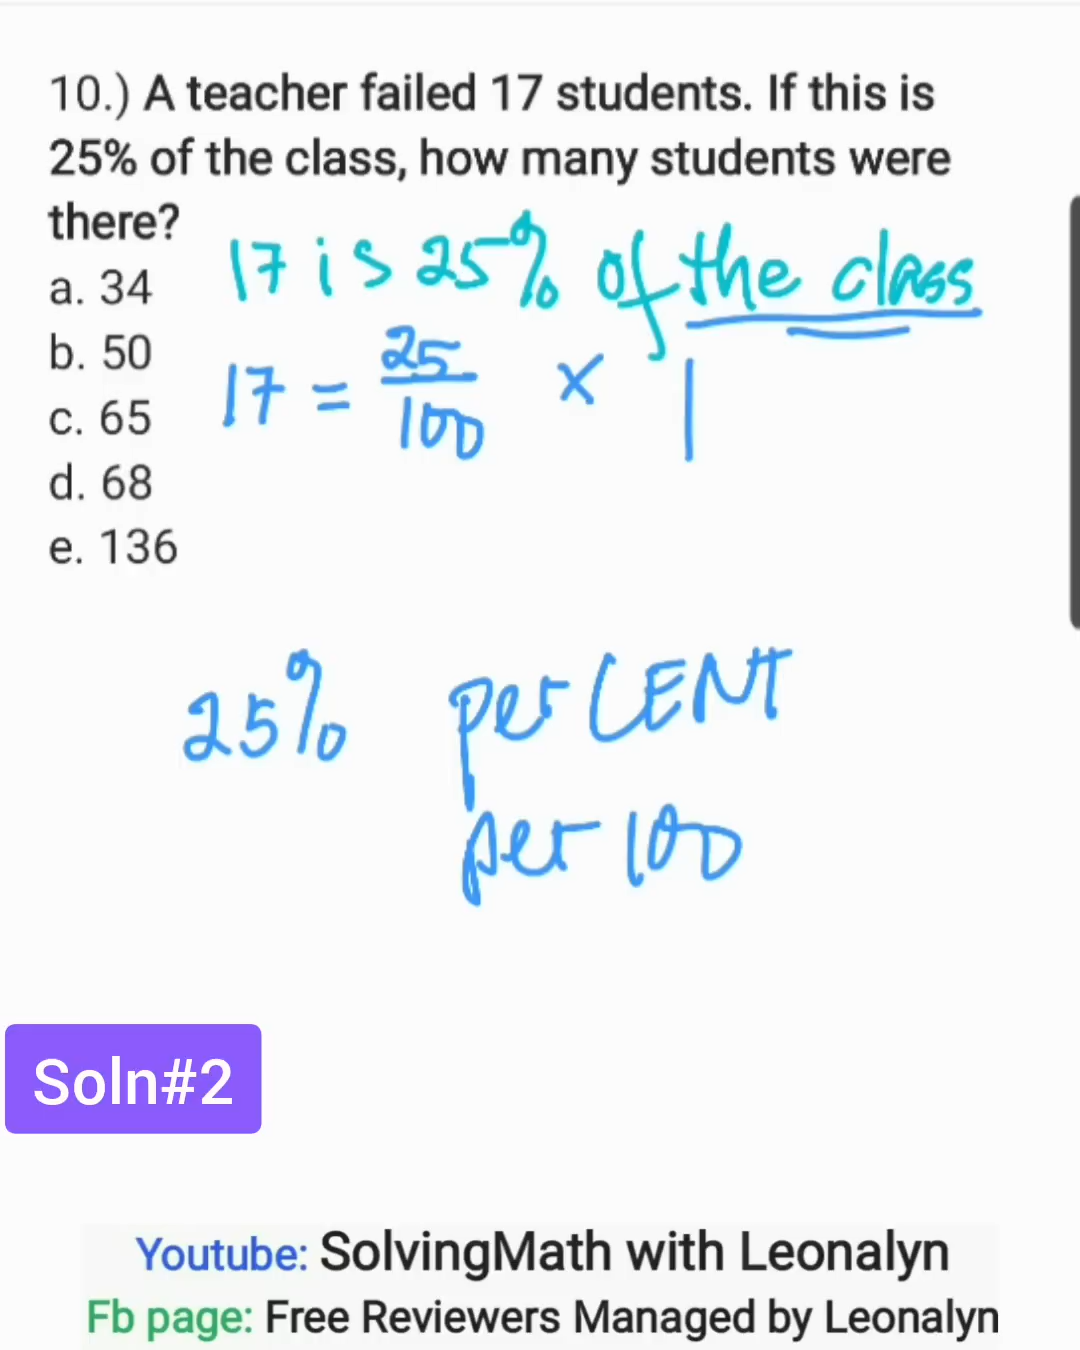 10.) A teacher failed 17 students. If this is
25% of the class, how many students were
there?
17 is 25% of the class
a. 34
b. 50
17 = 25/100 x 1
c. 65
d. 68
e. 136
25% perCENT
per 100
Soln#2
Youtube: SolvingMath with Leonalyn
Fb page: Free Reviewers Managed by Leonalyn